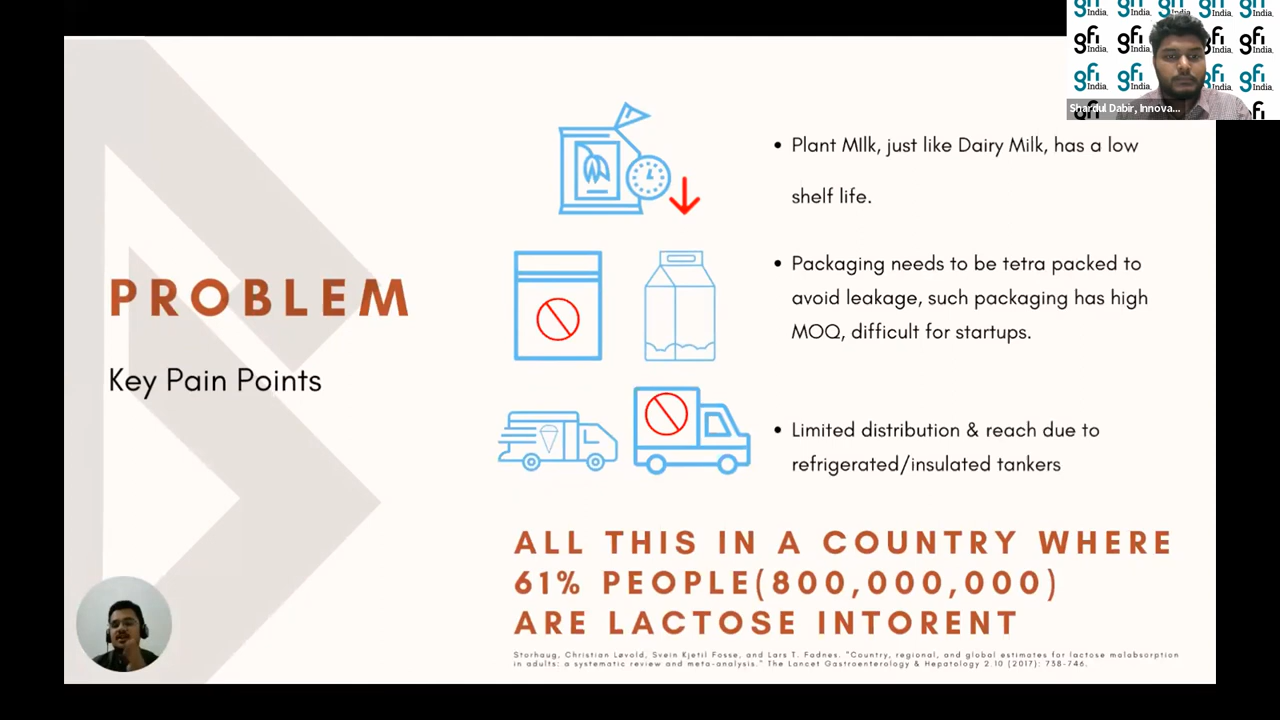 gfi India.
Shardul Dabir, Innova...
PROBLEM
Key Pain Points
• Plant MIlk, just like Dairy Milk, has a low
shelf life.
• Packaging needs to be tetra packed to
avoid leakage, such packaging has high
MOQ, difficult for startups.
• Limited distribution & reach due to
refrigerated/insulated tankers
ALL THIS IN A COUNTRY WHERE
61% PEOPLE(800,000,000)
ARE LACTOSE INTORENT
Storhaug, Christian Løvold, Svein Kjetil Fosse, and Lars T. Fadnes. "Country, regional, and global estimates for lactose malabsorption
in adults: a systematic review and meta-analysis." The Lancet Gastroenterology & Hepatology 2.10 (2017): 738-746.